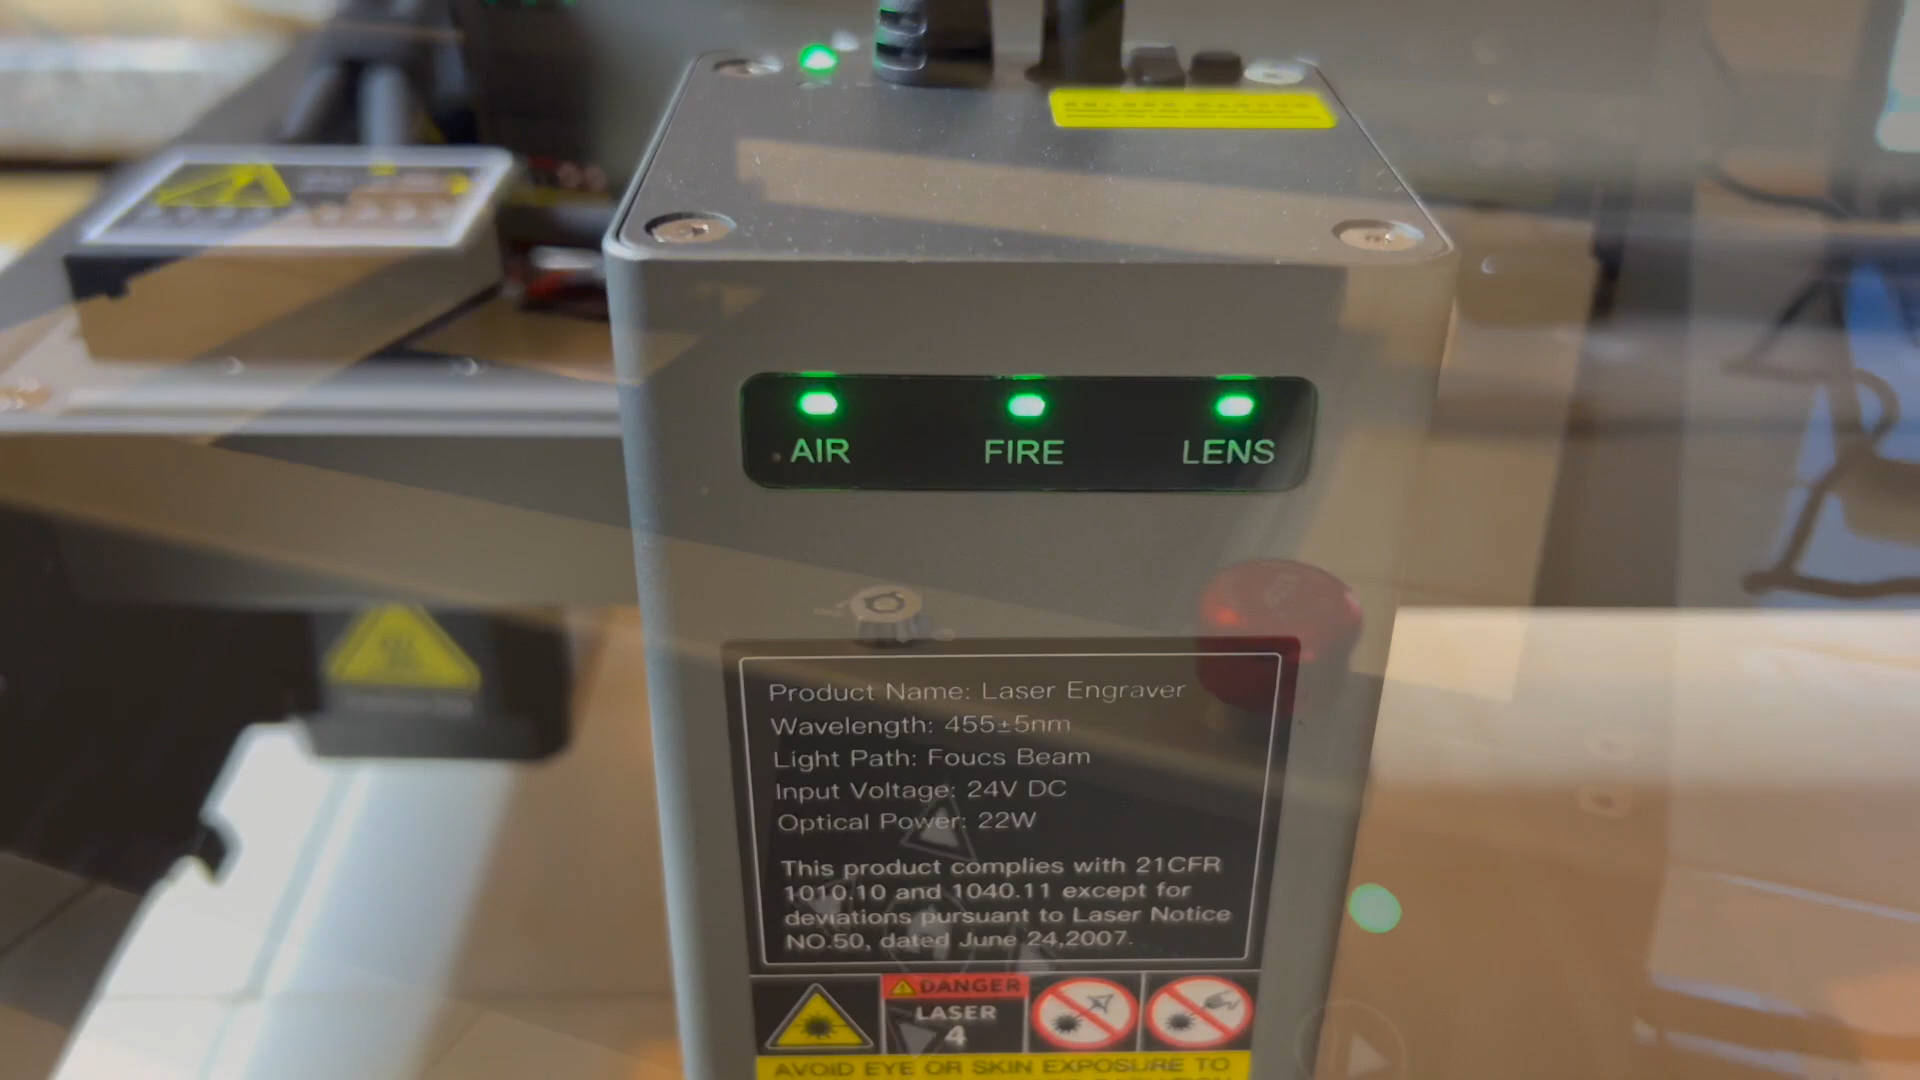 AIR FIRE LENS
Product Name: Laser Engraver
Wavelength: 455±5nm
Light Path: Foucs Beam
Input Voltage: 24V DC
Optical Power: 22W
This product complies with 21CFR
1010.10 and 1040.11 except for
deviations pursuant to Laser Notice
NO.50, dated June 24,2007.
DANGER
LASER
4
AVOID EYE OR SKIN EXPOSURE TO